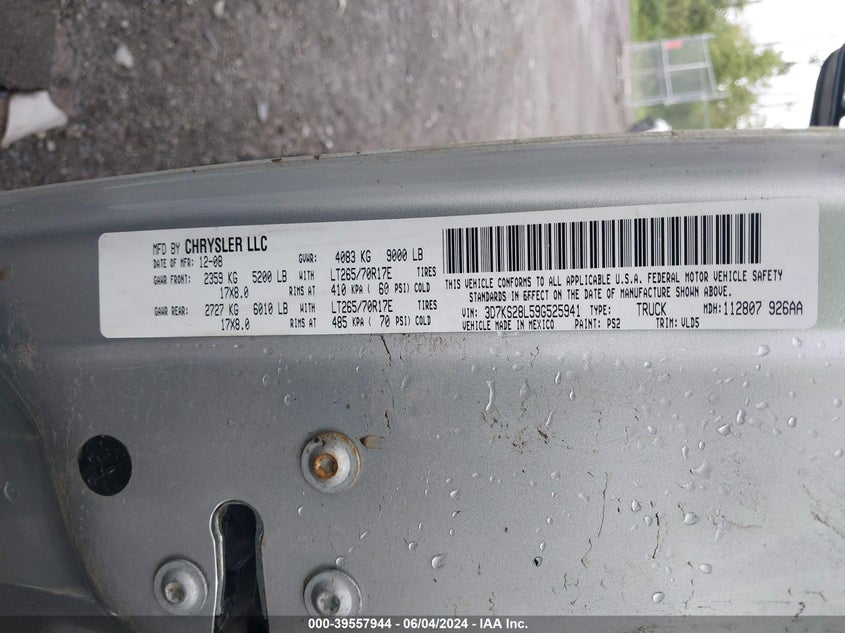 MFD BY CHRYSLER LLC
DATE OF MFR: 12-08 GVWR: 4083 KG 9000 LB
GAWR FRONT: 2359 KG 5200 LB WITH LT265/70R17E TIRES
17X8.0 RIMS AT 410 KPA ( 60 PSI) COLD
GAWR REAR: 2727 KG 6010 LB WITH LT265/70R17E TIRES
17X8.0 RIMS AT 485 KPA ( 70 PSI) COLD
THIS VEHICLE CONFORMS TO ALL APPLICABLE U.S.A. FEDERAL MOTOR VEHICLE SAFETY
STANDARDS IN EFFECT ON THE DATE OF MANUFACTURE SHOWN ABOVE.
VIN: 3D7KS28L59G525941 TYPE: TRUCK MDH:112807 926AA
VEHICLE MADE IN MEXICO PAINT: PS2 TRIM: VLD5
000-39557944 - 06/04/2024 - IAA Inc.